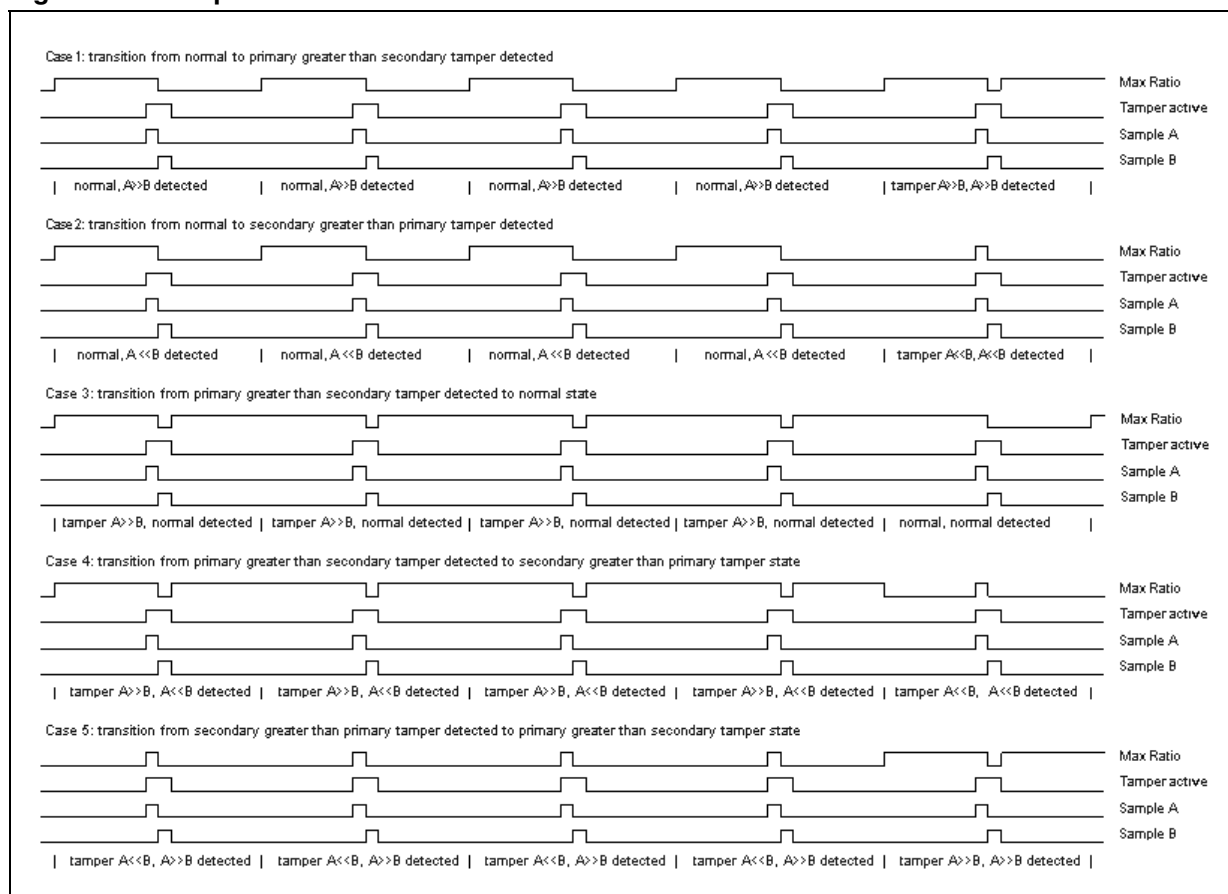 Case 1: transition from normal to primary greater than secondary tamper detected
Max Ratio
Tamper active
Sample A
Sample B
| normal, A>>B detected | normal, A>>B detected | normal, A>>B detected | normal, A>>B detected | tamper A>>B, A>>B detected |
Case 2: transition from normal to secondary greater than primary tamper detected
Max Ratio
Tamper active
Sample A
Sample B
| normal, A<<B detected | normal, A<<B detected | normal, A<<B detected | normal, A<<B detected | tamper A<<B, A<<B detected |
Case 3: transition from primary greater than secondary tamper detected to normal state
Max Ratio
Tamper active
Sample A
Sample B
| tamper A>>B, normal detected | tamper A>>B, normal detected | tamper A>>B, normal detected | tamper A>>B, normal detected | normal, normal detected |
Case 4: transition from primary greater than secondary tamper detected to secondary greater than primary tamper state
Max Ratio
Tamper active
Sample A
Sample B
| tamper A>>B, A<<B detected | tamper A>>B, A<<B detected | tamper A>>B, A<<B detected | tamper A>>B, A<<B detected | tamper A<<B, A<<B detected |
Case 5: transition from secondary greater than primary tamper detected to primary greater than secondary tamper state
Max Ratio
Tamper active
Sample A
Sample B
| tamper A<<B, A>>B detected | tamper A<<B, A>>B detected | tamper A<<B, A>>B detected | tamper A<<B, A>>B detected | tamper A>>B, A>>B detected |